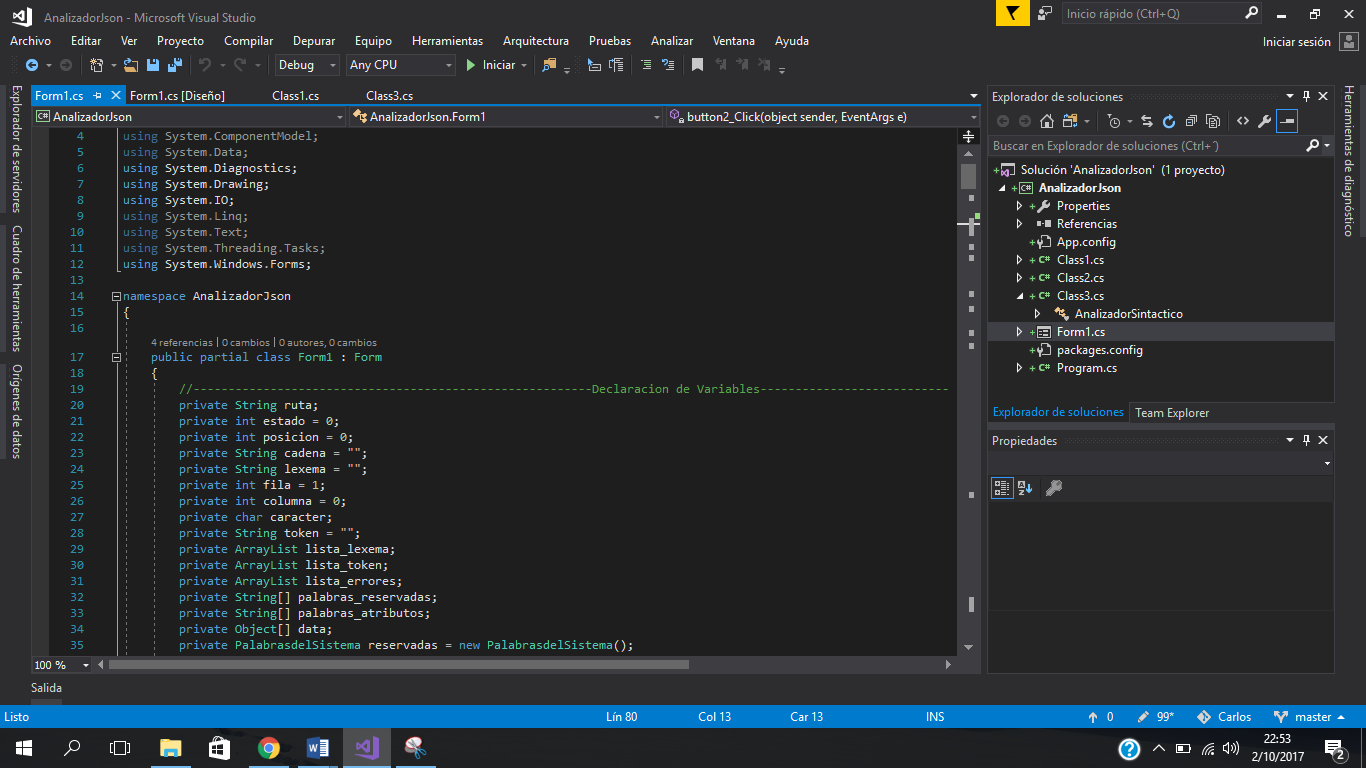 AnalizadorJson - Microsoft Visual Studio
Inicio rápido (Ctrl+Q)
Archivo Editar Ver Proyecto Compilar Depurar Equipo Herramientas Arquitectura Pruebas Analizar Ventana Ayuda
Iniciar sesión
Debug Any CPU Iniciar
Explorador de servidores
Cuadro de herramientas
Orígenes de datos
Form1.cs Form1.cs [Diseño] Class1.cs Class3.cs
AnalizadorJson AnalizadorJson.Form1 button2_Click(object sender, EventArgs e)
4 using System.ComponentModel;
5 using System.Data;
6 using System.Diagnostics;
7 using System.Drawing;
8 using System.IO;
9 using System.Linq;
10 using System.Text;
11 using System.Threading.Tasks;
12 using System.Windows.Forms;
13
14 namespace AnalizadorJson
15 {
16
4 referencias | 0 cambios | 0 autores, 0 cambios
17 public partial class Form1 : Form
18 {
19 //---------------------------------------------------------Declaracion de Variables---------------------------
20 private String ruta;
21 private int estado = 0;
22 private int posicion = 0;
23 private String cadena = "";
24 private String lexema = "";
25 private int fila = 1;
26 private int columna = 0;
27 private char caracter;
28 private String token = "";
29 private ArrayList lista_lexema;
30 private ArrayList lista_token;
31 private ArrayList lista_errores;
32 private String[] palabras_reservadas;
33 private String[] palabras_atributos;
34 private Object[] data;
35 private PalabrasdelSistema reservadas = new PalabrasdelSistema();
100 %
Explorador de soluciones
Buscar en Explorador de soluciones (Ctrl+´)
Solución 'AnalizadorJson' (1 proyecto)
AnalizadorJson
Properties
Referencias
App.config
Class1.cs
Class2.cs
Class3.cs
AnalizadorSintactico
Form1.cs
packages.config
Program.cs
Explorador de soluciones Team Explorer
Propiedades
Herramientas de diagnóstico
Salida
Listo Lín 80 Col 13 Car 13 INS 0 99* Carlos master
22:53
2/10/2017
2